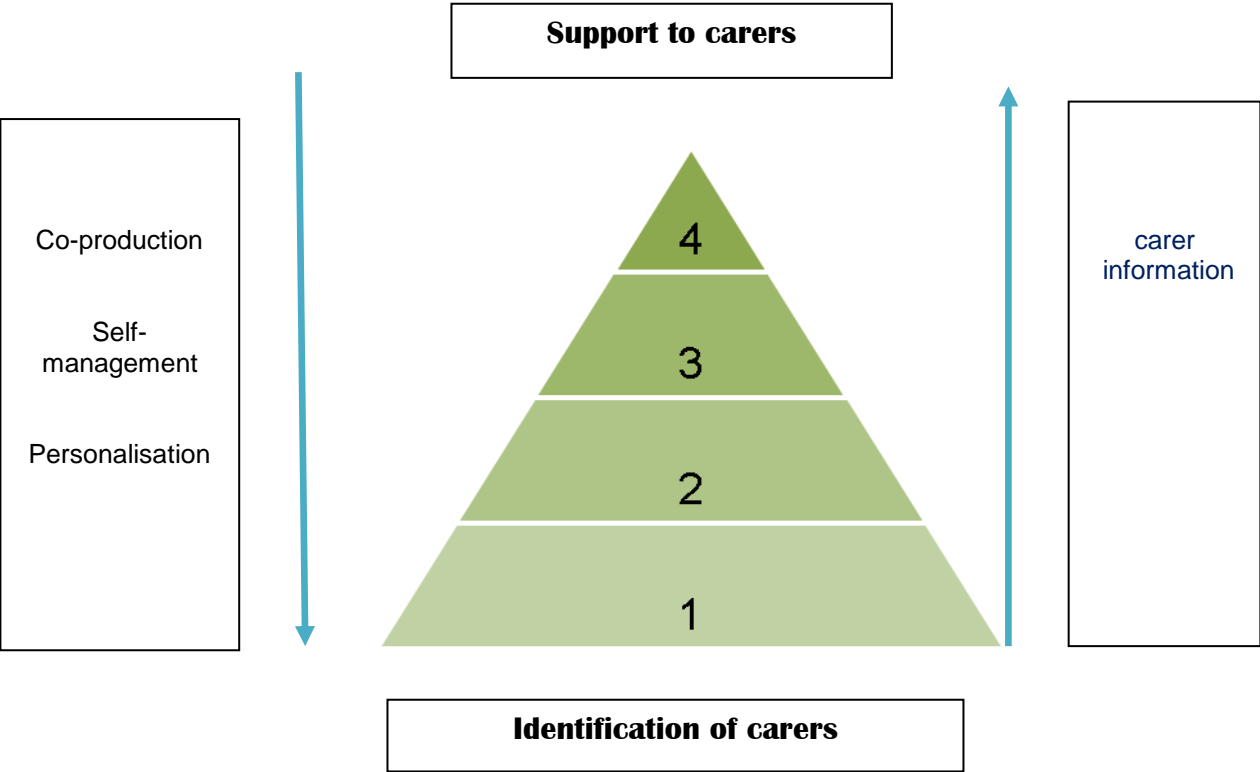 Support to carers
Co-production
Self-
management
Personalisation
4
3
2
1
carer
information
Identification of carers